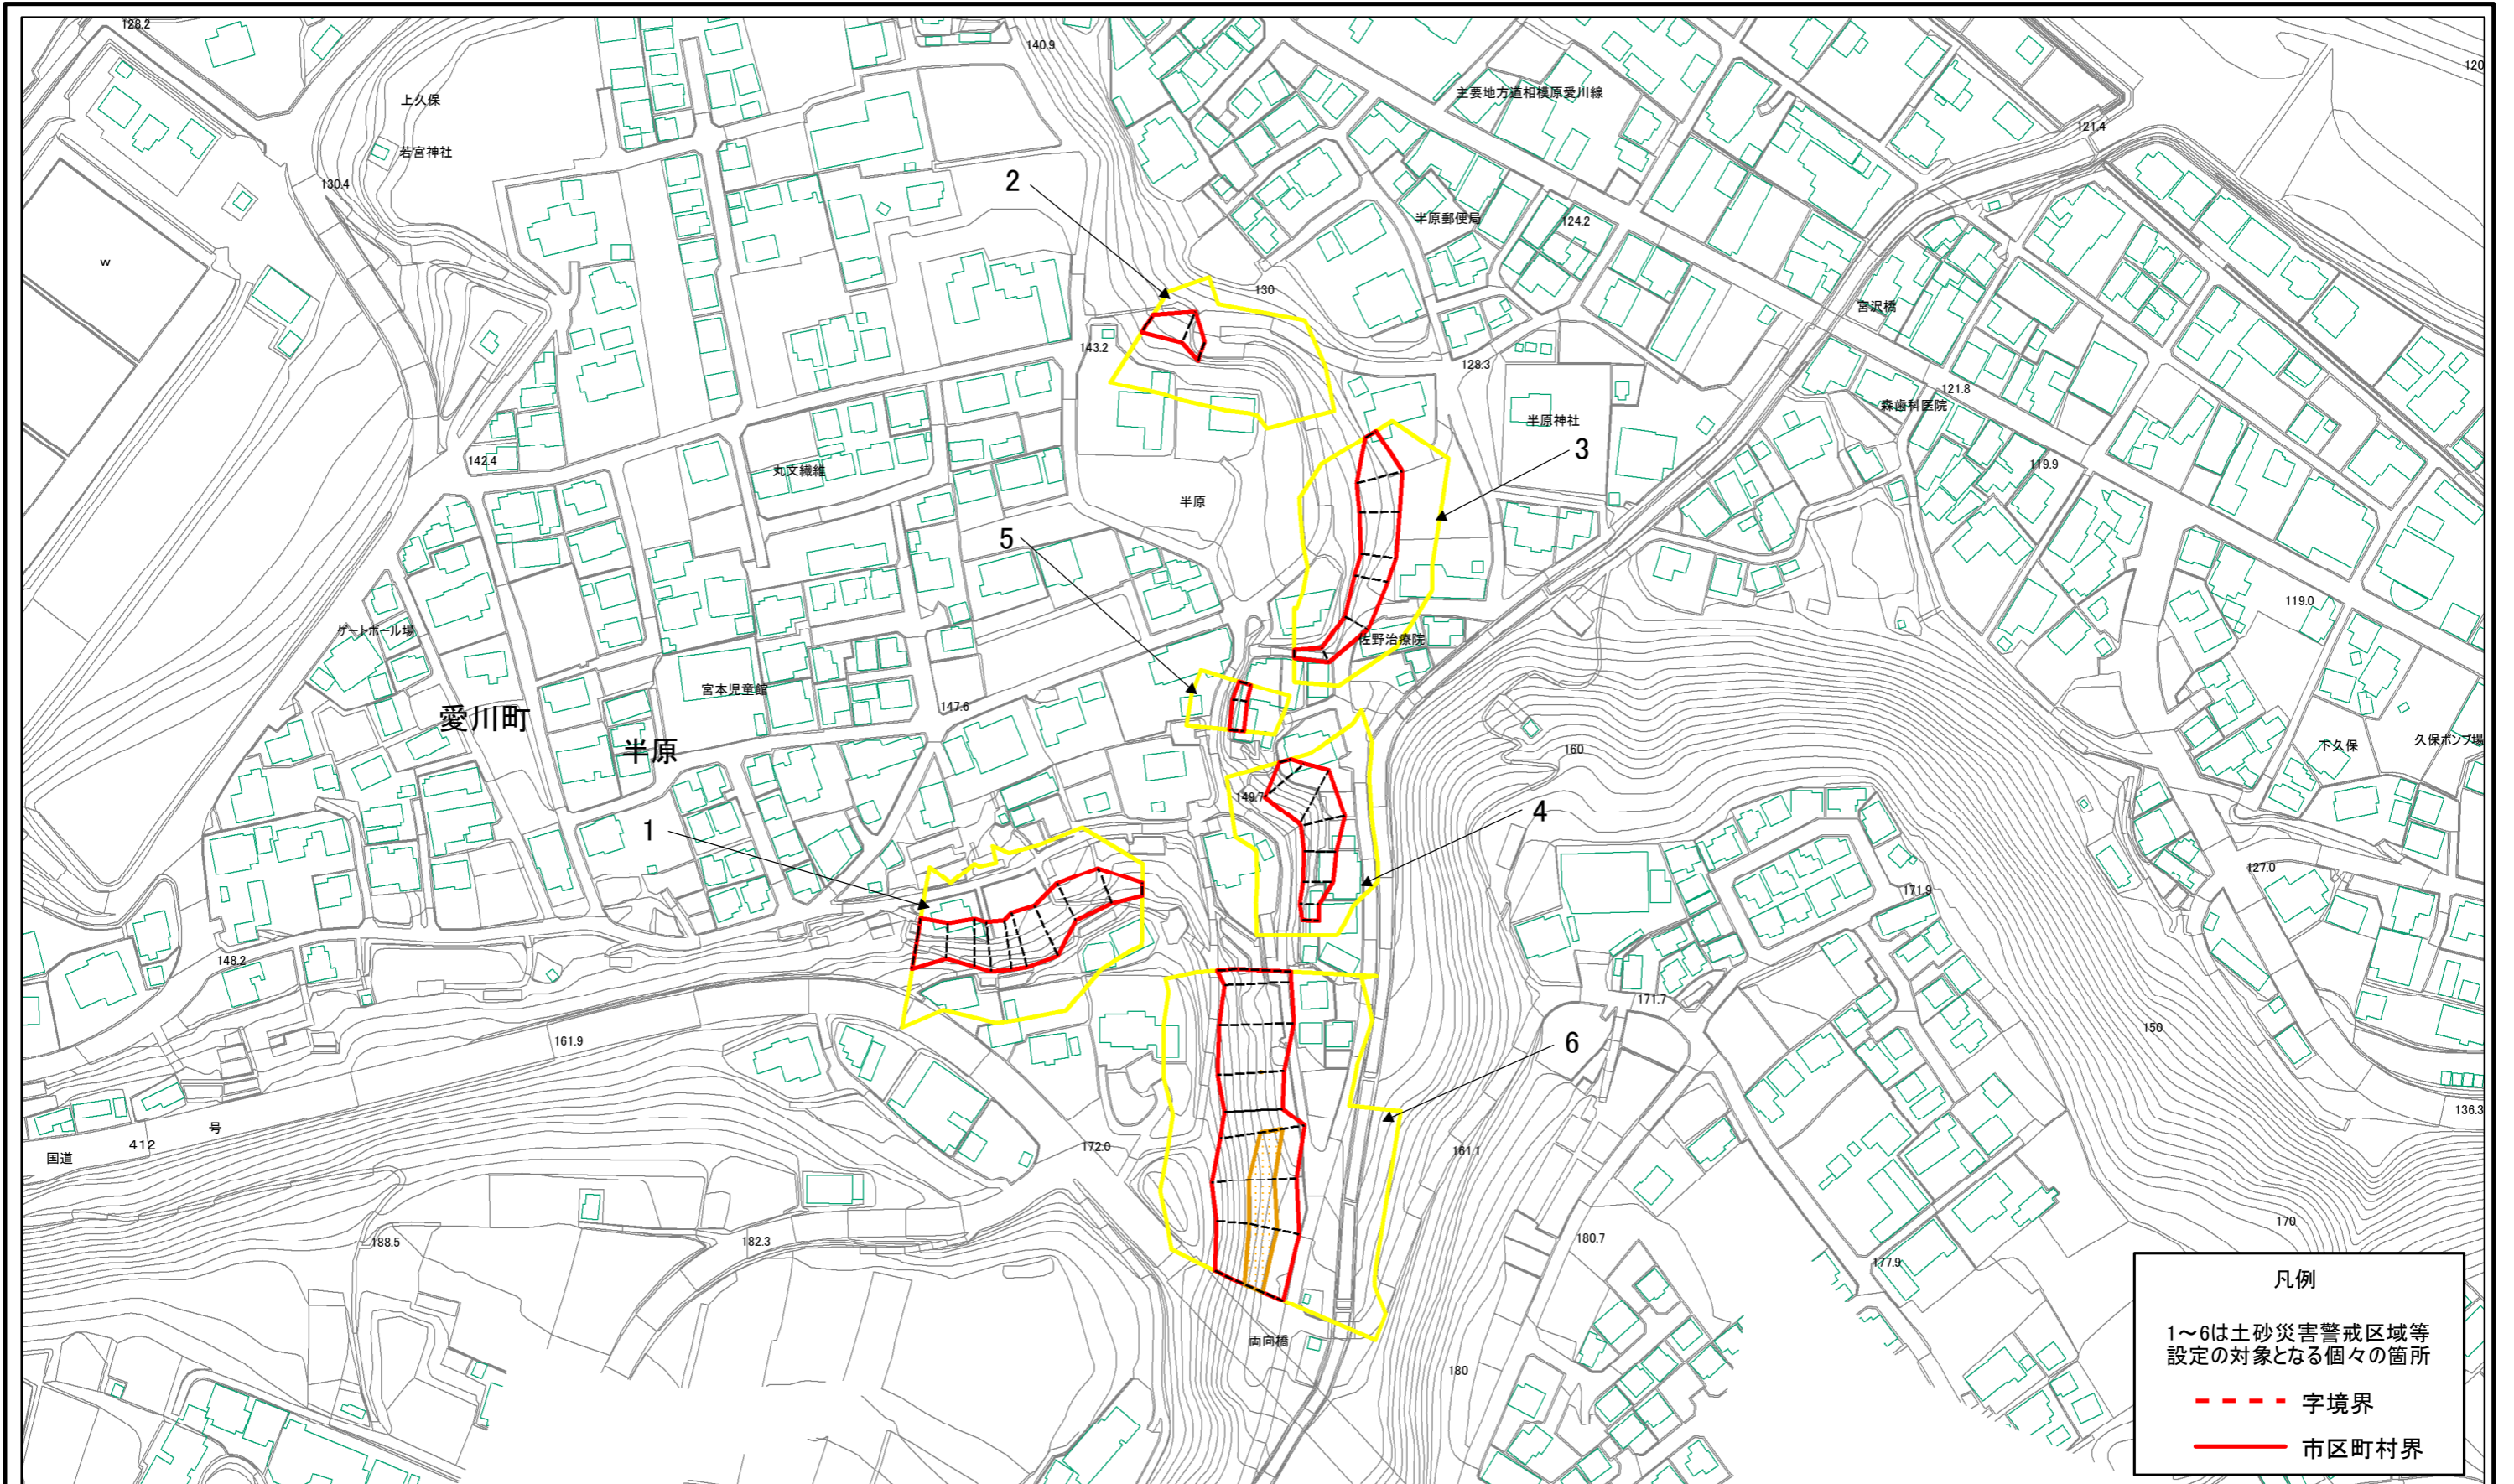 128.2
140.9
120
上久保
主要地方道相模原愛川線
121.4
若宮神社
130.4
2
半原郵便局
124.2
w
130
宮沢橋
143.2
128.3
121.8
森歯科医院
半原神社
3
142.4
丸文繊維
119.9
半原
5
119.0
ゲートボール場
佐野治療院
宮本児童館
147.6
愛川町
半原
160
下久保
久保ポンプ場
149.7
1
4
127.0
171.9
148.2
171.7
161.9
6
150
136.3
号
412
国道
172.0
161.1
170
188.5
182.3
180.7
177.9
両向橋
180
凡例
1～6は土砂災害警戒区域等
設定の対象となる個々の箇所
字境界
市区町村界